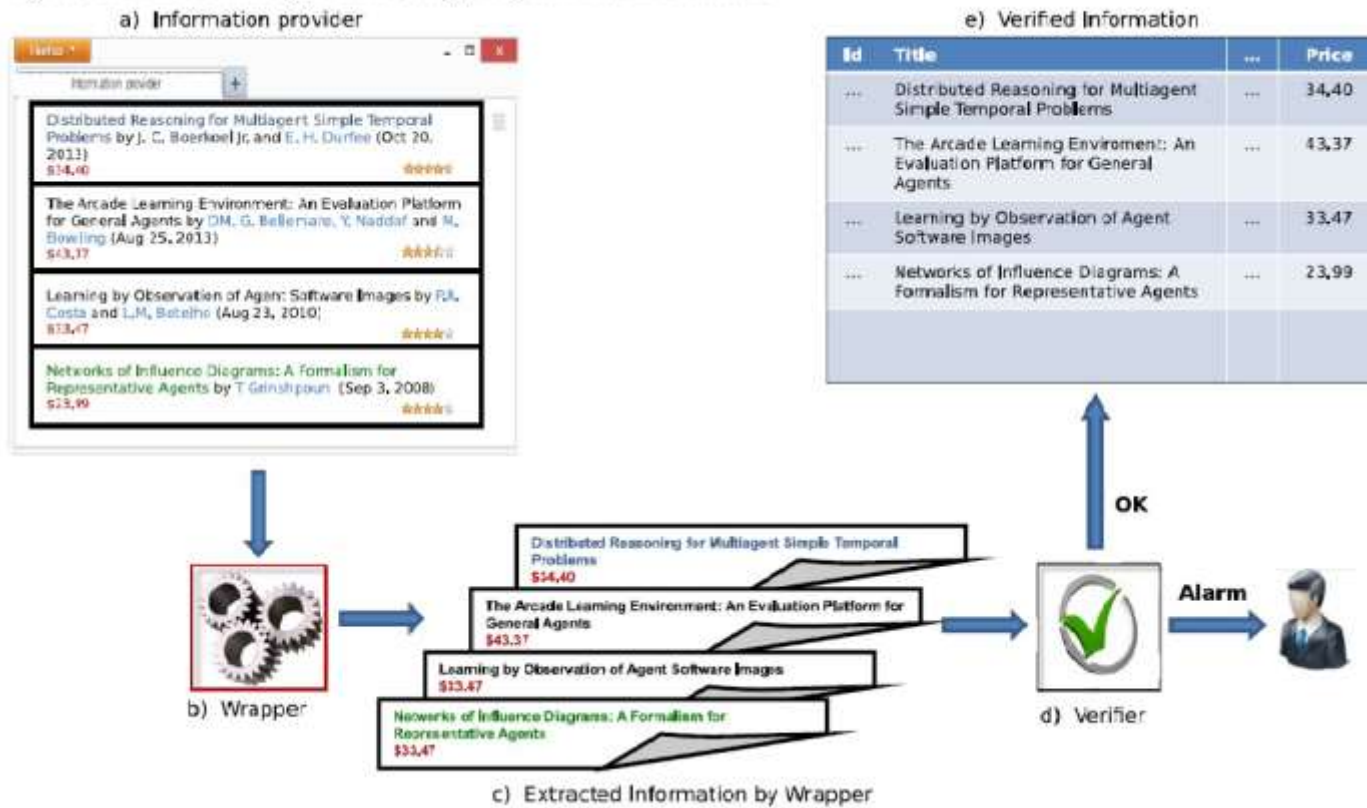 a) Information provider
Firefox
Information provider
+
Distributed Reasoning for Multiagent Simple Temporal
Problems by J. C. Boerkoel Jr. and E. H. Durfee (Oct 20,
2013)
$34,40
The Arcade Learning Environment: An Evaluation Platform
for General Agents by DM. G. Bellemare, Y. Naddaf and M.
Bowling (Aug 25, 2013)
$43,37
Learning by Observation of Agent Software Images by P.R.
Costa and L.M. Botelho (Aug 23, 2010)
$33,47
Networks of Influence Diagrams: A Formalism for
Representative Agents by T Grinshpoun (Sep 3, 2008)
$23,99
e) Verified Information
Id Title ... Price
... Distributed Reasoning for Multiagent
Simple Temporal Problems ... 34,40
... The Arcade Learning Enviroment: An
Evaluation Platform for General
Agents ... 43,37
... Learning by Observation of Agent
Software Images ... 33.47
... Networks of Influence Diagrams: A
Formalism for Representative Agents ... 23,99
OK
Distributed Reasoning for Multiagest Simple Temporal
Problems
$34,40
The Arcade Learning Environment: An Evaluation Platform for
General Agents
$43.37
Learning by Observation of Agent Software Images
$33.47
Networks of Influence Diagrams: A Formalism for
Representative Agents
$33,47
Alarm
b) Wrapper
d) Verifier
c) Extracted Information by Wrapper